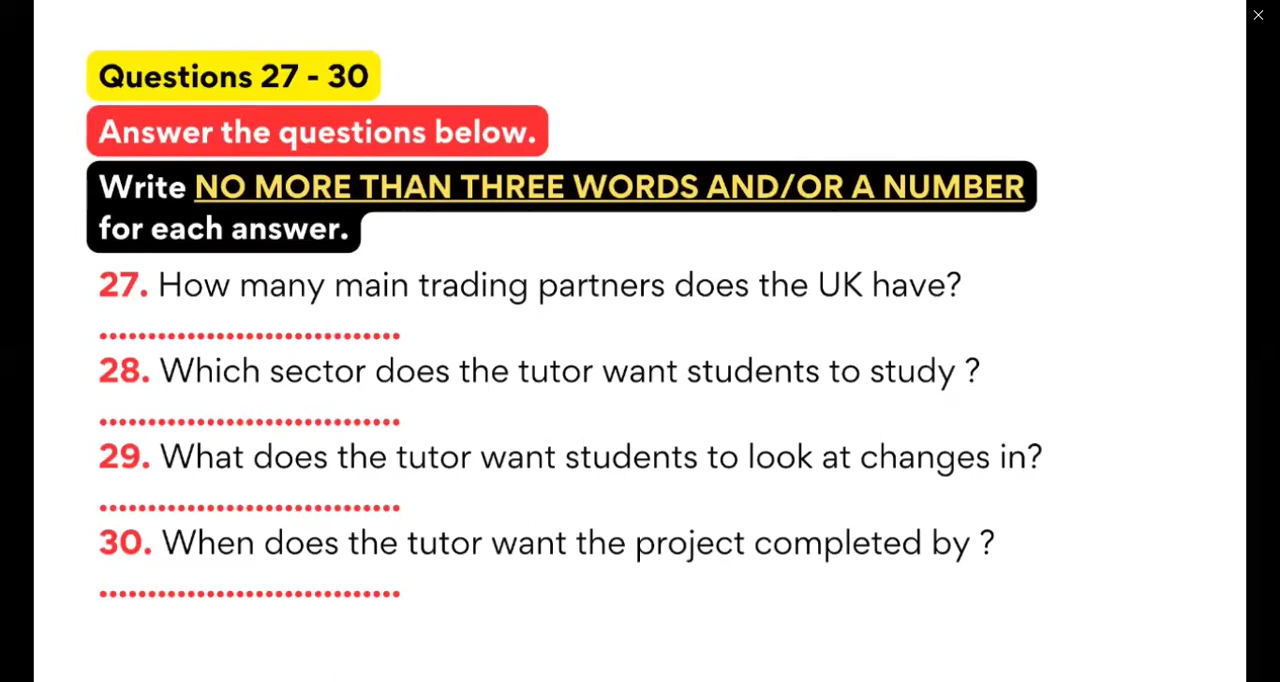 Questions 27 - 30
Answer the questions below.
Write NO MORE THAN THREE WORDS AND/OR A NUMBER
for each answer.
27. How many main trading partners does the UK have?
...............................
28. Which sector does the tutor want students to study ?
...............................
29. What does the tutor want students to look at changes in?
...............................
30. When does the tutor want the project completed by ?
...............................